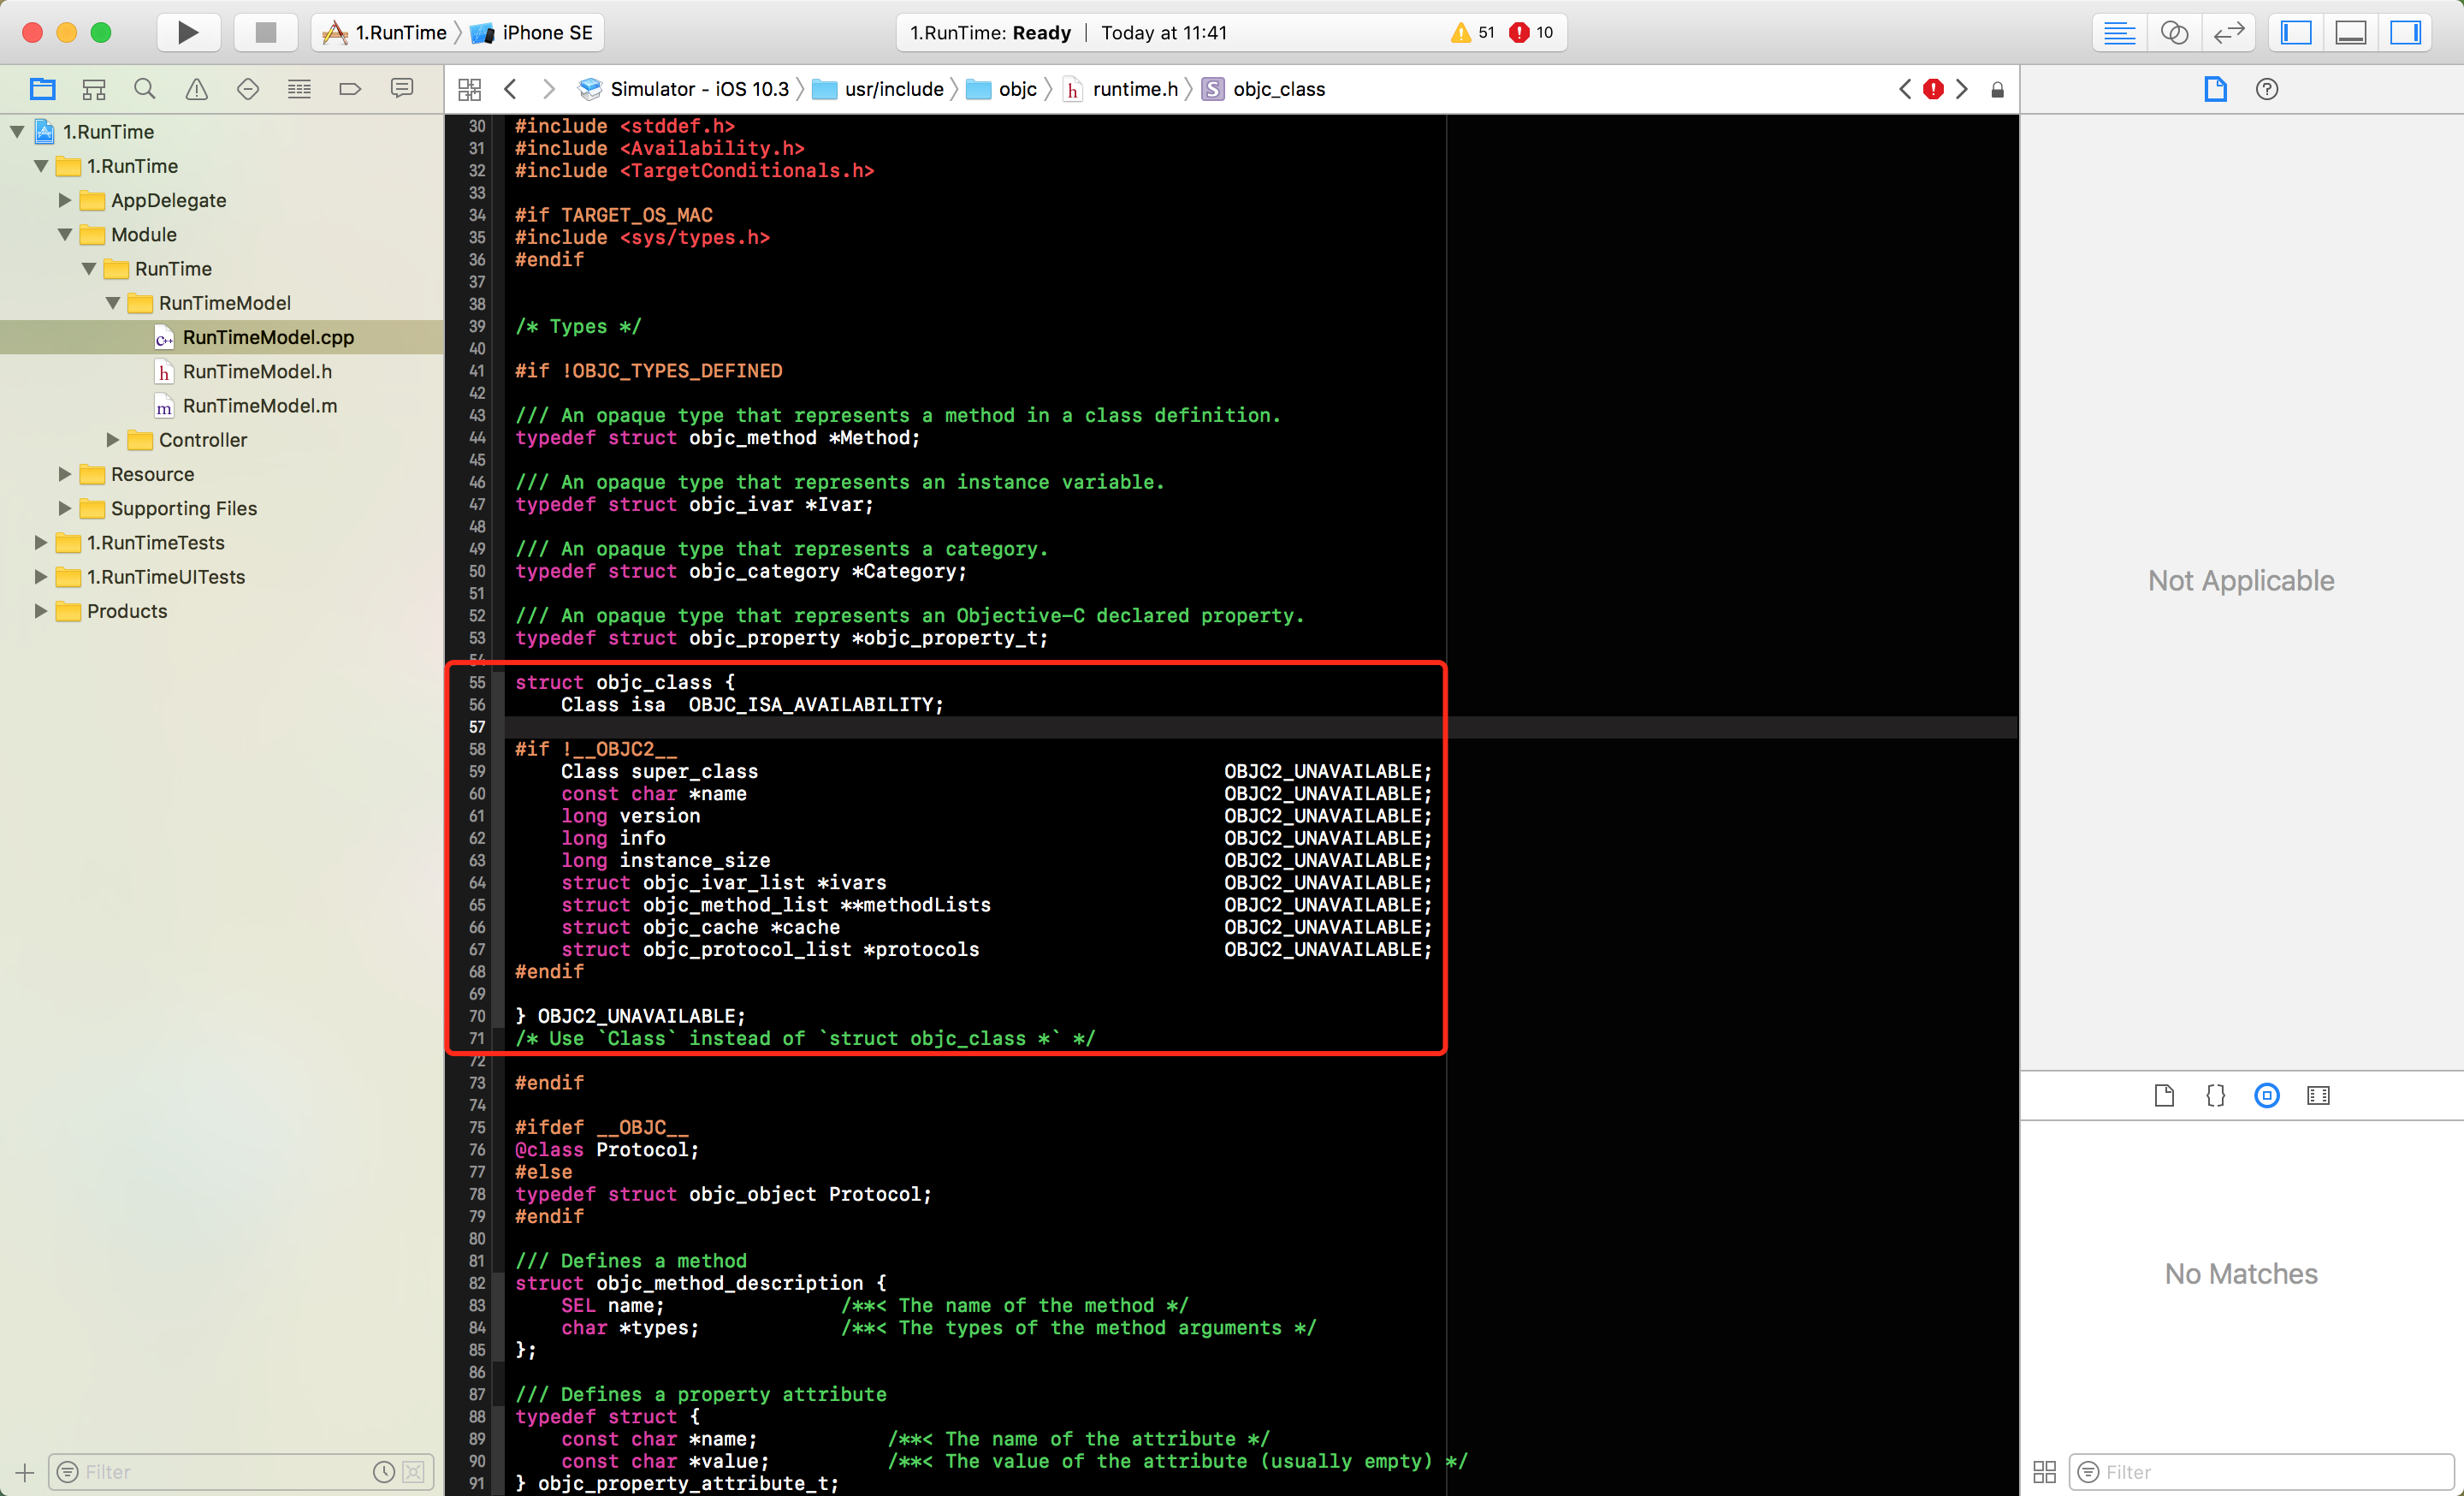 1.RunTime iPhone SE
1.RunTime: Ready | Today at 11:41 51 10
Simulator - iOS 10.3 usr/include objc runtime.h objc_class
1.RunTime
1.RunTime
AppDelegate
Module
RunTime
RunTimeModel
RunTimeModel.cpp
RunTimeModel.h
RunTimeModel.m
Controller
Resource
Supporting Files
1.RunTimeTests
1.RunTimeUITests
Products
Filter
30 #include <stddef.h>
31 #include <Availability.h>
32 #include <TargetConditionals.h>
33
34 #if TARGET_OS_MAC
35 #include <sys/types.h>
36 #endif
37
38
39 /* Types */
40
41 #if !OBJC_TYPES_DEFINED
42
43 /// An opaque type that represents a method in a class definition.
44 typedef struct objc_method *Method;
45
46 /// An opaque type that represents an instance variable.
47 typedef struct objc_ivar *Ivar;
48
49 /// An opaque type that represents a category.
50 typedef struct objc_category *Category;
51
52 /// An opaque type that represents an Objective-C declared property.
53 typedef struct objc_property *objc_property_t;
54
55 struct objc_class {
56 Class isa OBJC_ISA_AVAILABILITY;
57
58 #if !__OBJC2__
59 Class super_class OBJC2_UNAVAILABLE;
60 const char *name OBJC2_UNAVAILABLE;
61 long version OBJC2_UNAVAILABLE;
62 long info OBJC2_UNAVAILABLE;
63 long instance_size OBJC2_UNAVAILABLE;
64 struct objc_ivar_list *ivars OBJC2_UNAVAILABLE;
65 struct objc_method_list **methodLists OBJC2_UNAVAILABLE;
66 struct objc_cache *cache OBJC2_UNAVAILABLE;
67 struct objc_protocol_list *protocols OBJC2_UNAVAILABLE;
68 #endif
69
70 } OBJC2_UNAVAILABLE;
71 /* Use `Class` instead of `struct objc_class *` */
72
73 #endif
74
75 #ifdef __OBJC__
76 @class Protocol;
77 #else
78 typedef struct objc_object Protocol;
79 #endif
80
81 /// Defines a method
82 struct objc_method_description {
83 SEL name; /**< The name of the method */
84 char *types; /**< The types of the method arguments */
85 };
86
87 /// Defines a property attribute
88 typedef struct {
89 const char *name; /**< The name of the attribute */
90 const char *value; /**< The value of the attribute (usually empty) */
91 } objc_property_attribute_t;
Not Applicable
{}
No Matches
Filter